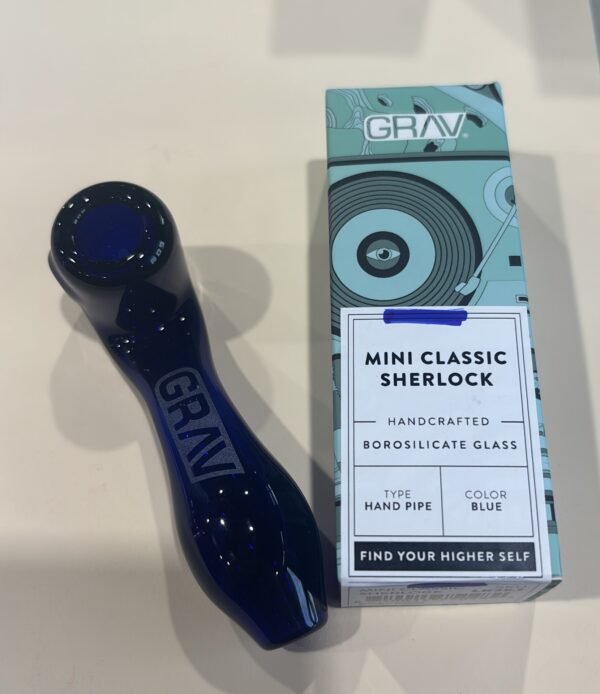 GRAV
GRAV
MINI CLASSIC
SHERLOCK
HANDCRAFTED
BOROSILICATE GLASS
TYPE
HAND PIPE
COLOR
BLUE
FIND YOUR HIGHER SELF